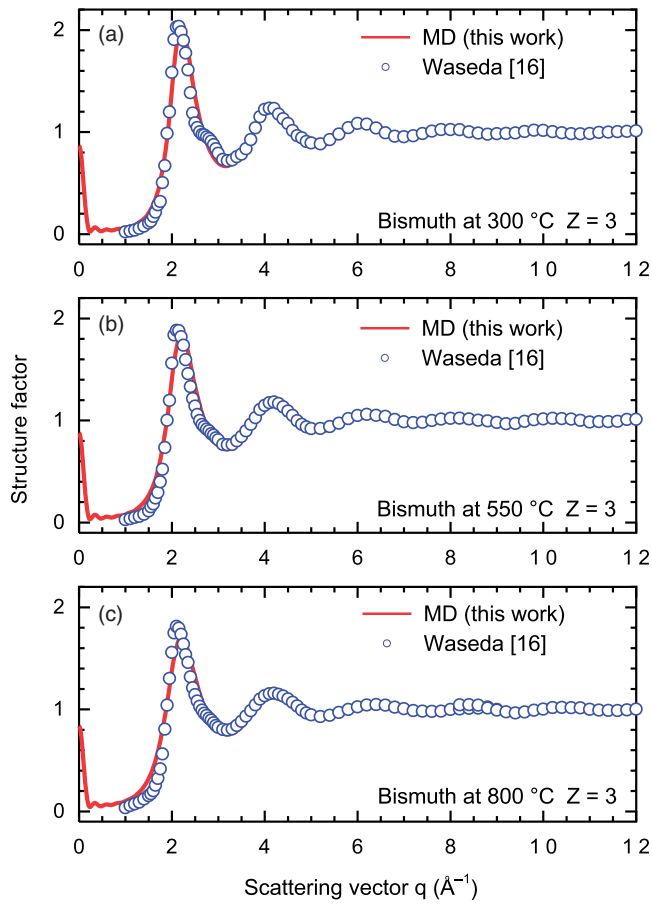 (a)
MD (this work)
Waseda [16]
Bismuth at 300 °C Z = 3
2
1
0
0 2 4 6 8 10 12
(b)
MD (this work)
Waseda [16]
Bismuth at 550 °C Z = 3
2
1
0
0 2 4 6 8 10 12
Structure factor
(c)
MD (this work)
Waseda [16]
Bismuth at 800 °C Z = 3
2
1
0
0 2 4 6 8 10 12
Scattering vector q (Å⁻¹)